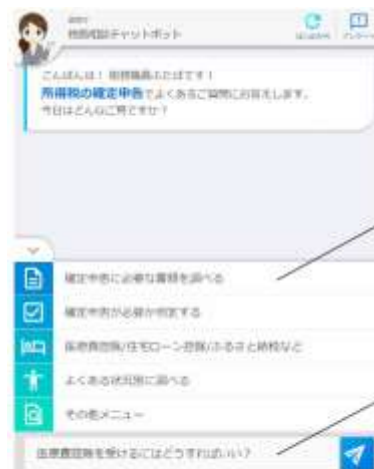 税務相談チャットボット
こんばんは！ 税務職員ふたばです！
所得税の確定申告でよくあるご質問にお答えします。
今日はどんなご用ですか？
確定申告に必要な書類を調べる
確定申告が必要か判定する
医療費控除/住宅ローン控除/ふるさと納税など
よくある状況別に調べる
その他メニュー
医療費控除を受けるにはどうすればいい？